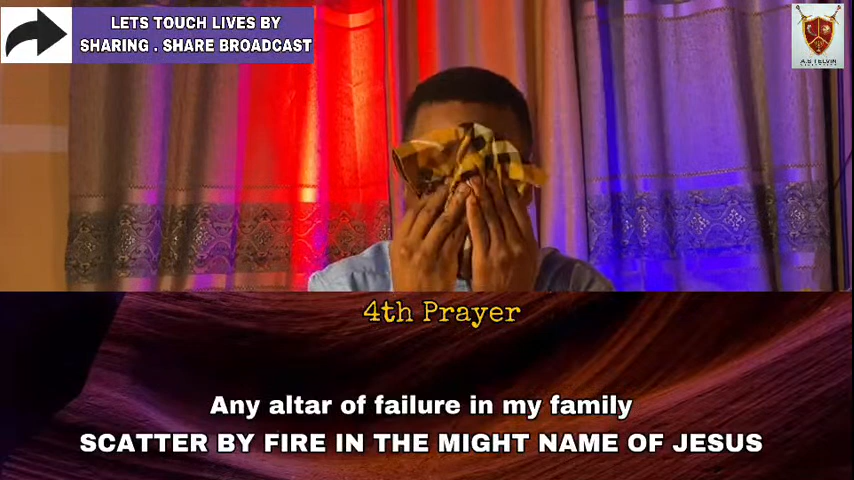 LETS TOUCH LIVES BY
SHARING . SHARE BROADCAST
4th Prayer
Any altar of failure in my family
SCATTER BY FIRE IN THE MIGHT NAME OF JESUS